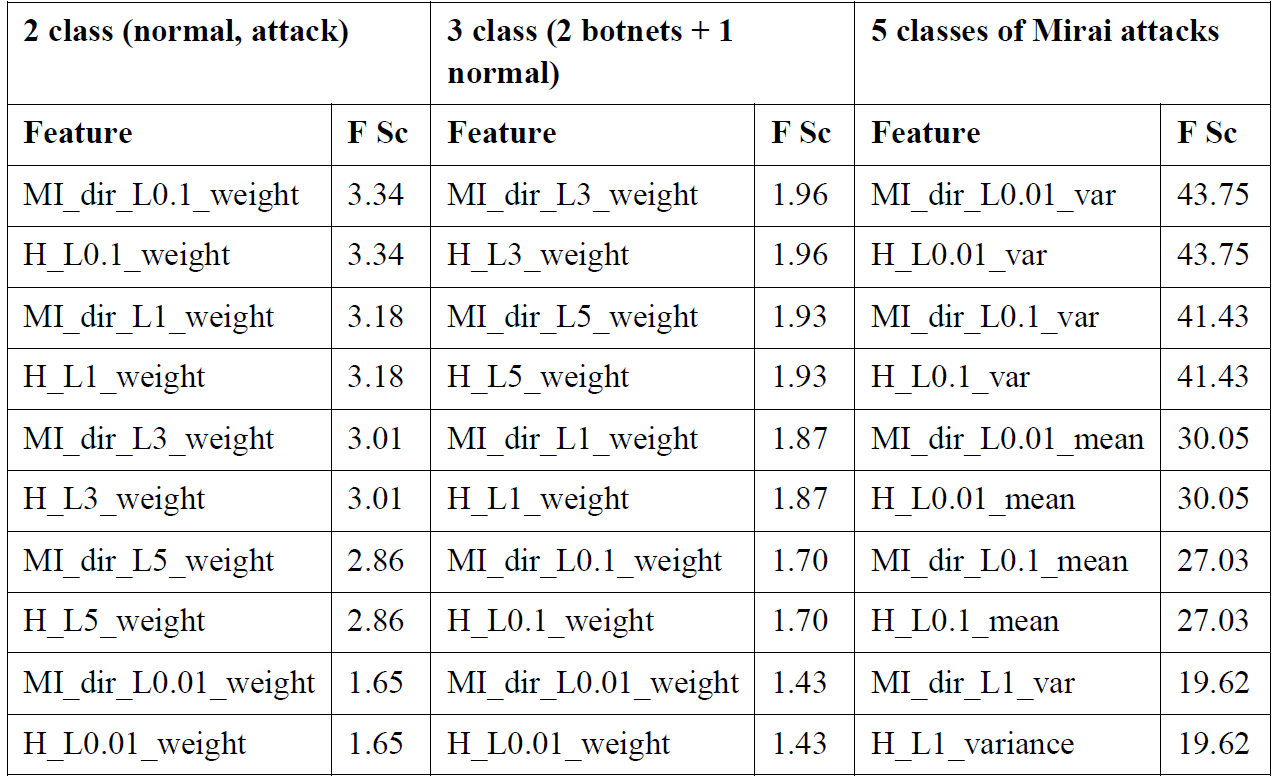 2 class (normal, attack) 3 class (2 botnets + 1 normal) 5 classes of Mirai attacks
Feature F Sc Feature F Sc Feature F Sc
MI_dir_L0.1_weight 3.34 MI_dir_L3_weight 1.96 MI_dir_L0.01_var 43.75
H_L0.1_weight 3.34 H_L3_weight 1.96 H_L0.01_var 43.75
MI_dir_L1_weight 3.18 MI_dir_L5_weight 1.93 MI_dir_L0.1_var 41.43
H_L1_weight 3.18 H_L5_weight 1.93 H_L0.1_var 41.43
MI_dir_L3_weight 3.01 MI_dir_L1_weight 1.87 MI_dir_L0.01_mean 30.05
H_L3_weight 3.01 H_L1_weight 1.87 H_L0.01_mean 30.05
MI_dir_L5_weight 2.86 MI_dir_L0.1_weight 1.70 MI_dir_L0.1_mean 27.03
H_L5_weight 2.86 H_L0.1_weight 1.70 H_L0.1_mean 27.03
MI_dir_L0.01_weight 1.65 MI_dir_L0.01_weight 1.43 MI_dir_L1_var 19.62
H_L0.01_weight 1.65 H_L0.01_weight 1.43 H_L1_variance 19.62